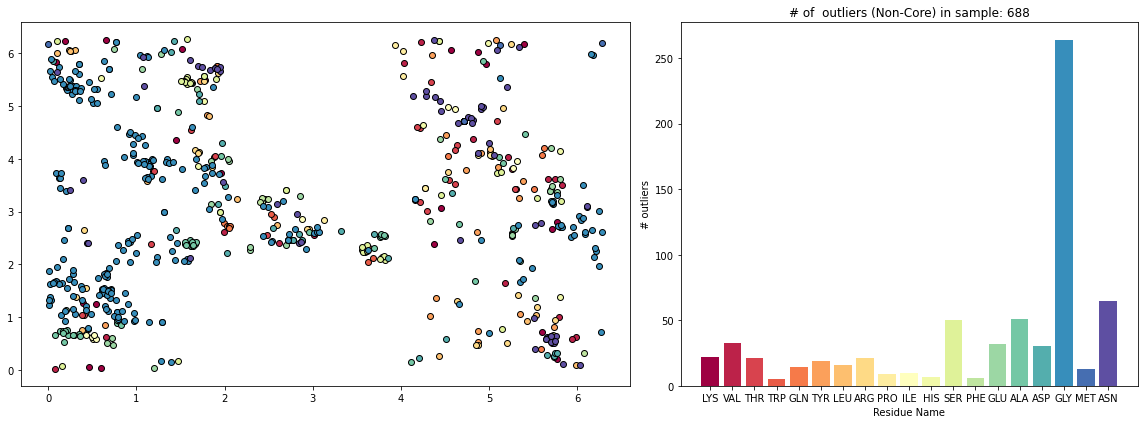 # of  outliers (Non-Core) in sample: 688
6
5
4
3
2
1
0
0 1 2 3 4 5 6
# outliers
250
200
150
100
50
0
LYS VAL THR TRP GLN TYR LEU ARG PRO ILE HIS SER PHE GLU ALA ASP GLY MET ASN
Residue Name